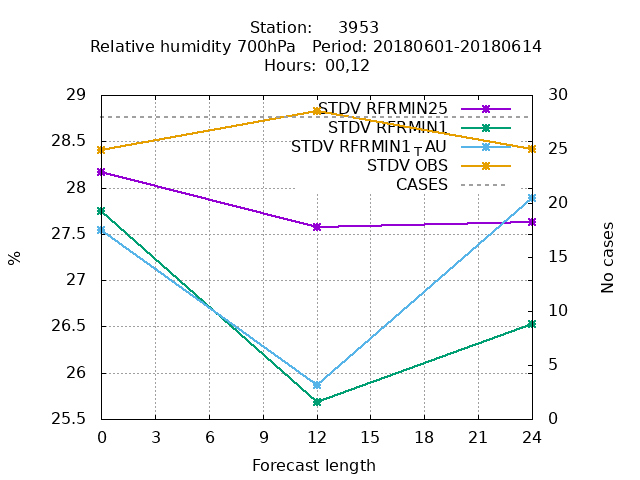 Station: 3953
Relative humidity 700hPa Period: 20180601-20180614
Hours: 00,12
29 30
STDV RFRMIN25
STDV RFRMIN1
28.5 25
STDV RFRMIN1TAU
STDV OBS
CASES
28 20
27.5 15
27
26.5 10
26 5
25.5 0
%
No cases
0 3 6 9 12 15 18 21 24
Forecast length